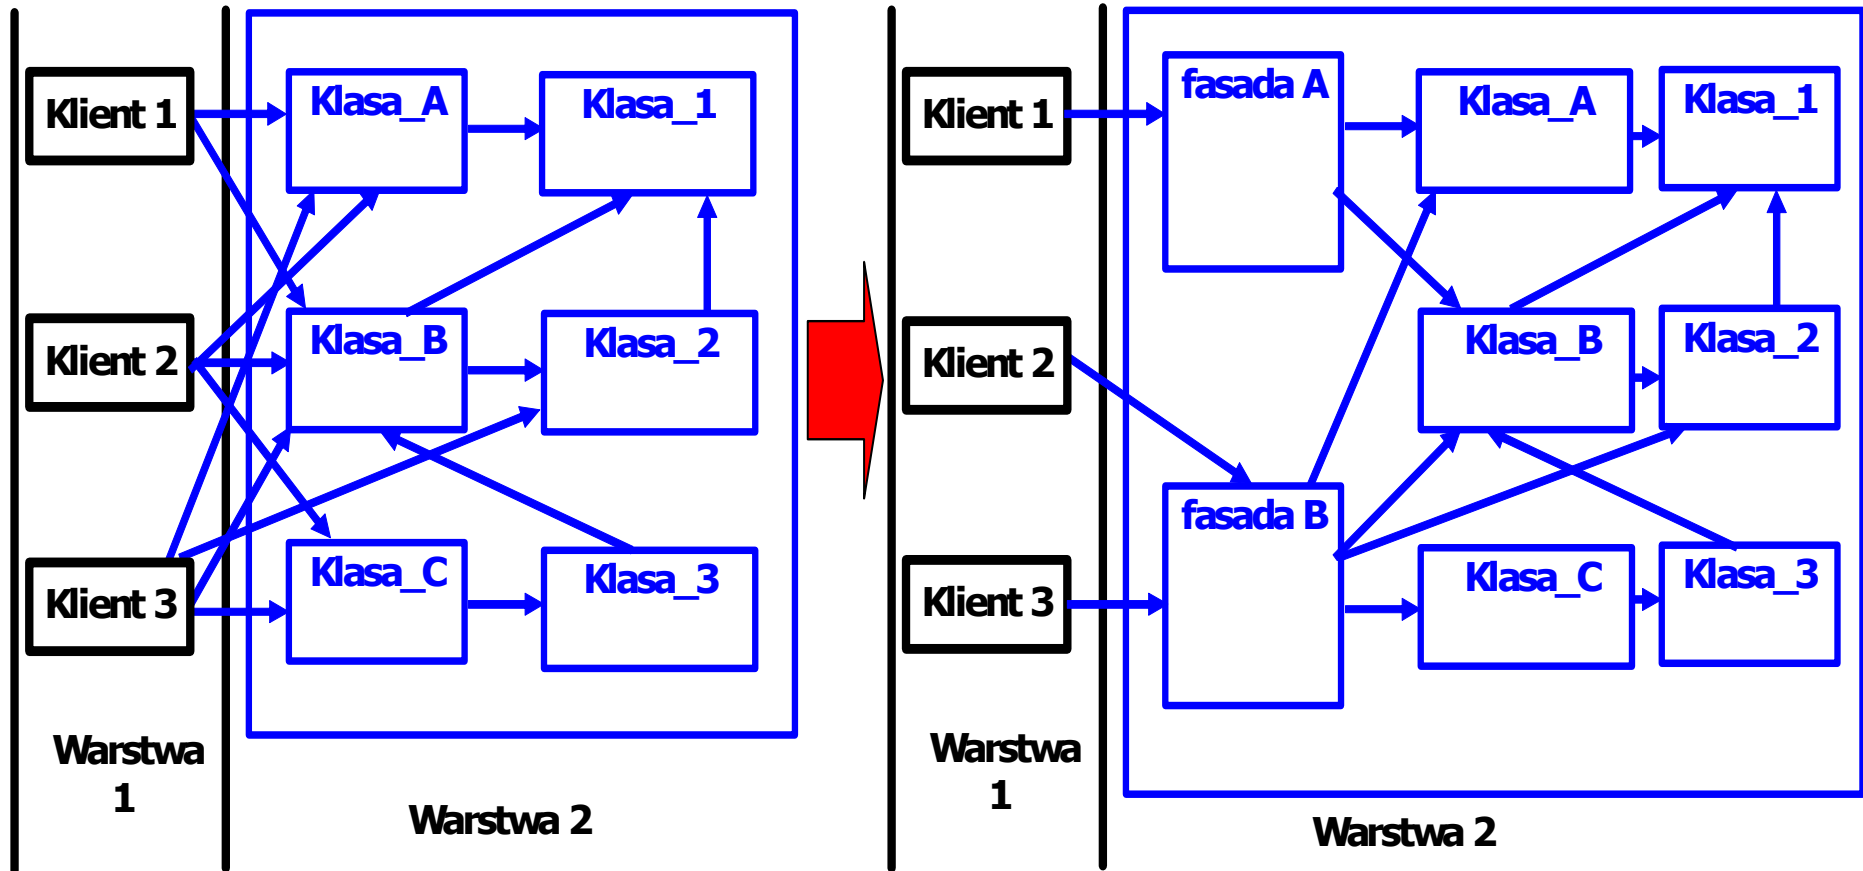 Klient 1
Klasa_A
Klasa_1
Klient 2
Klasa_B
Klasa_2
Klient 3
Klasa_C
Klasa_3
Warstwa
1
Warstwa 2
Klient 1
fasada A
Klasa_A
Klasa_1
Klient 2
Klasa_B
Klasa_2
fasada B
Klient 3
Klasa_C
Klasa_3
Warstwa
1
Warstwa 2